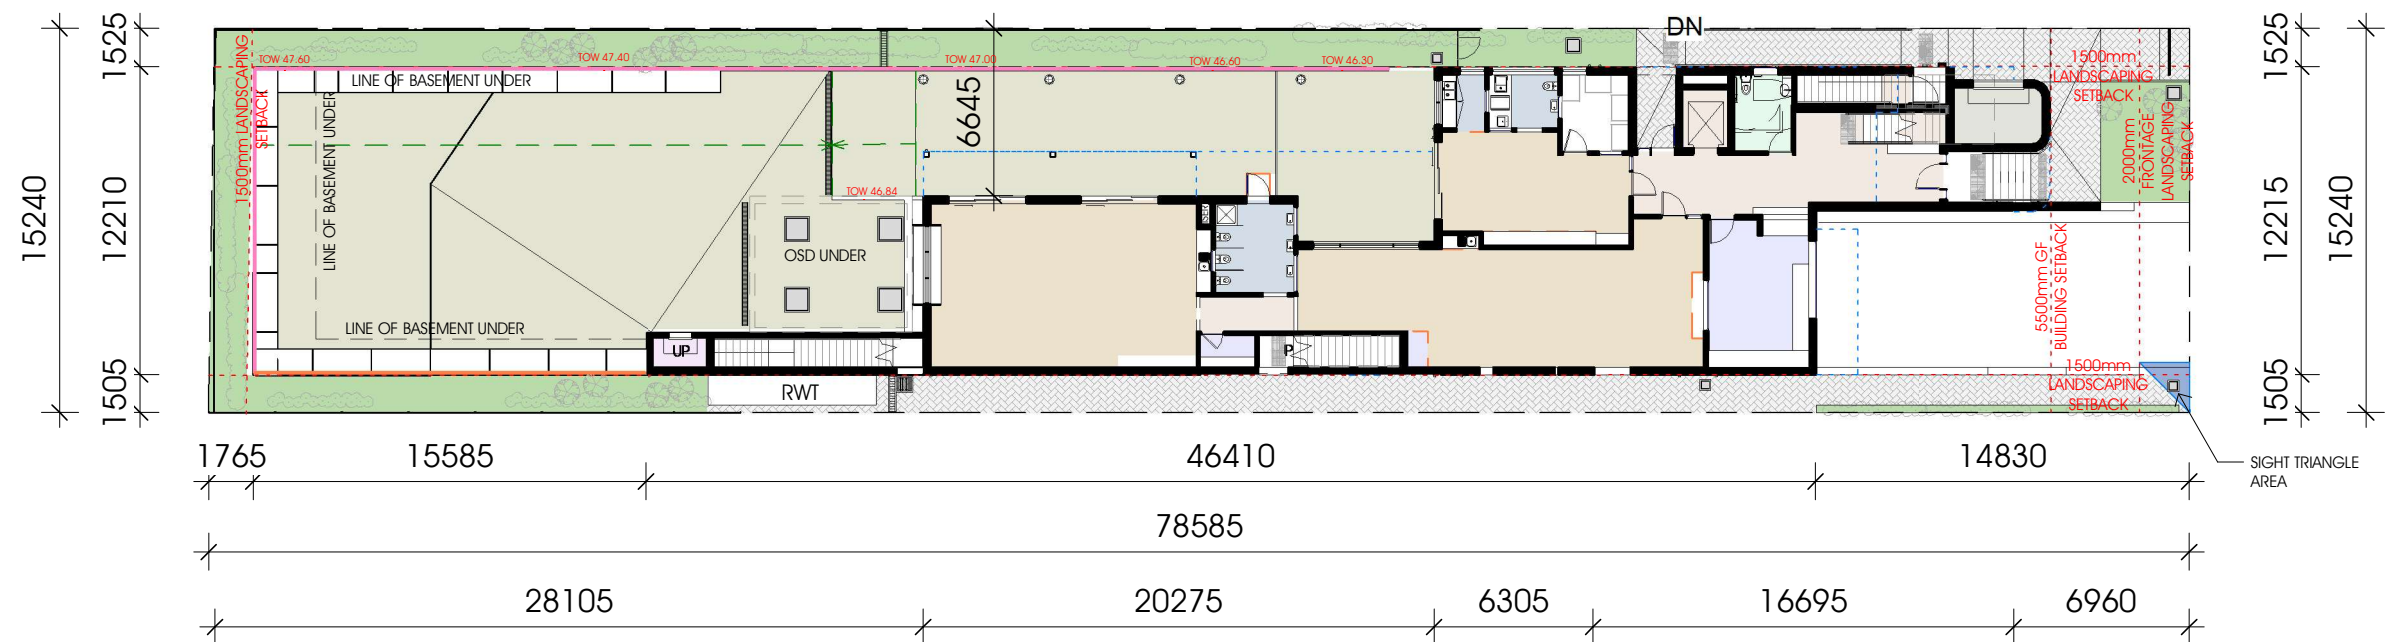 DN
15240
1525
12210
1505
1500mm LANDSCAPING
SETBACK
TOW 47.60
TOW 47.40
TOW 47.00
TOW 46.60
TOW 46.30
LINE OF BASEMENT UNDER
LINE OF BASEMENT UNDER
6645
TOW 46.84
OSD UNDER
LINE OF BASEMENT UNDER
UP
RWT
P
1500mm
LANDSCAPING
SETBACK
2000mm
FRONTAGE
LANDSCAPING
SETBACK
5500mm GF
BUILDING SETBACK
1500mm
LANDSCAPING
SETBACK
1525
12215
1505
15240
SIGHT TRIANGLE
AREA
1765
15585
46410
14830
78585
28105
20275
6305
16695
6960